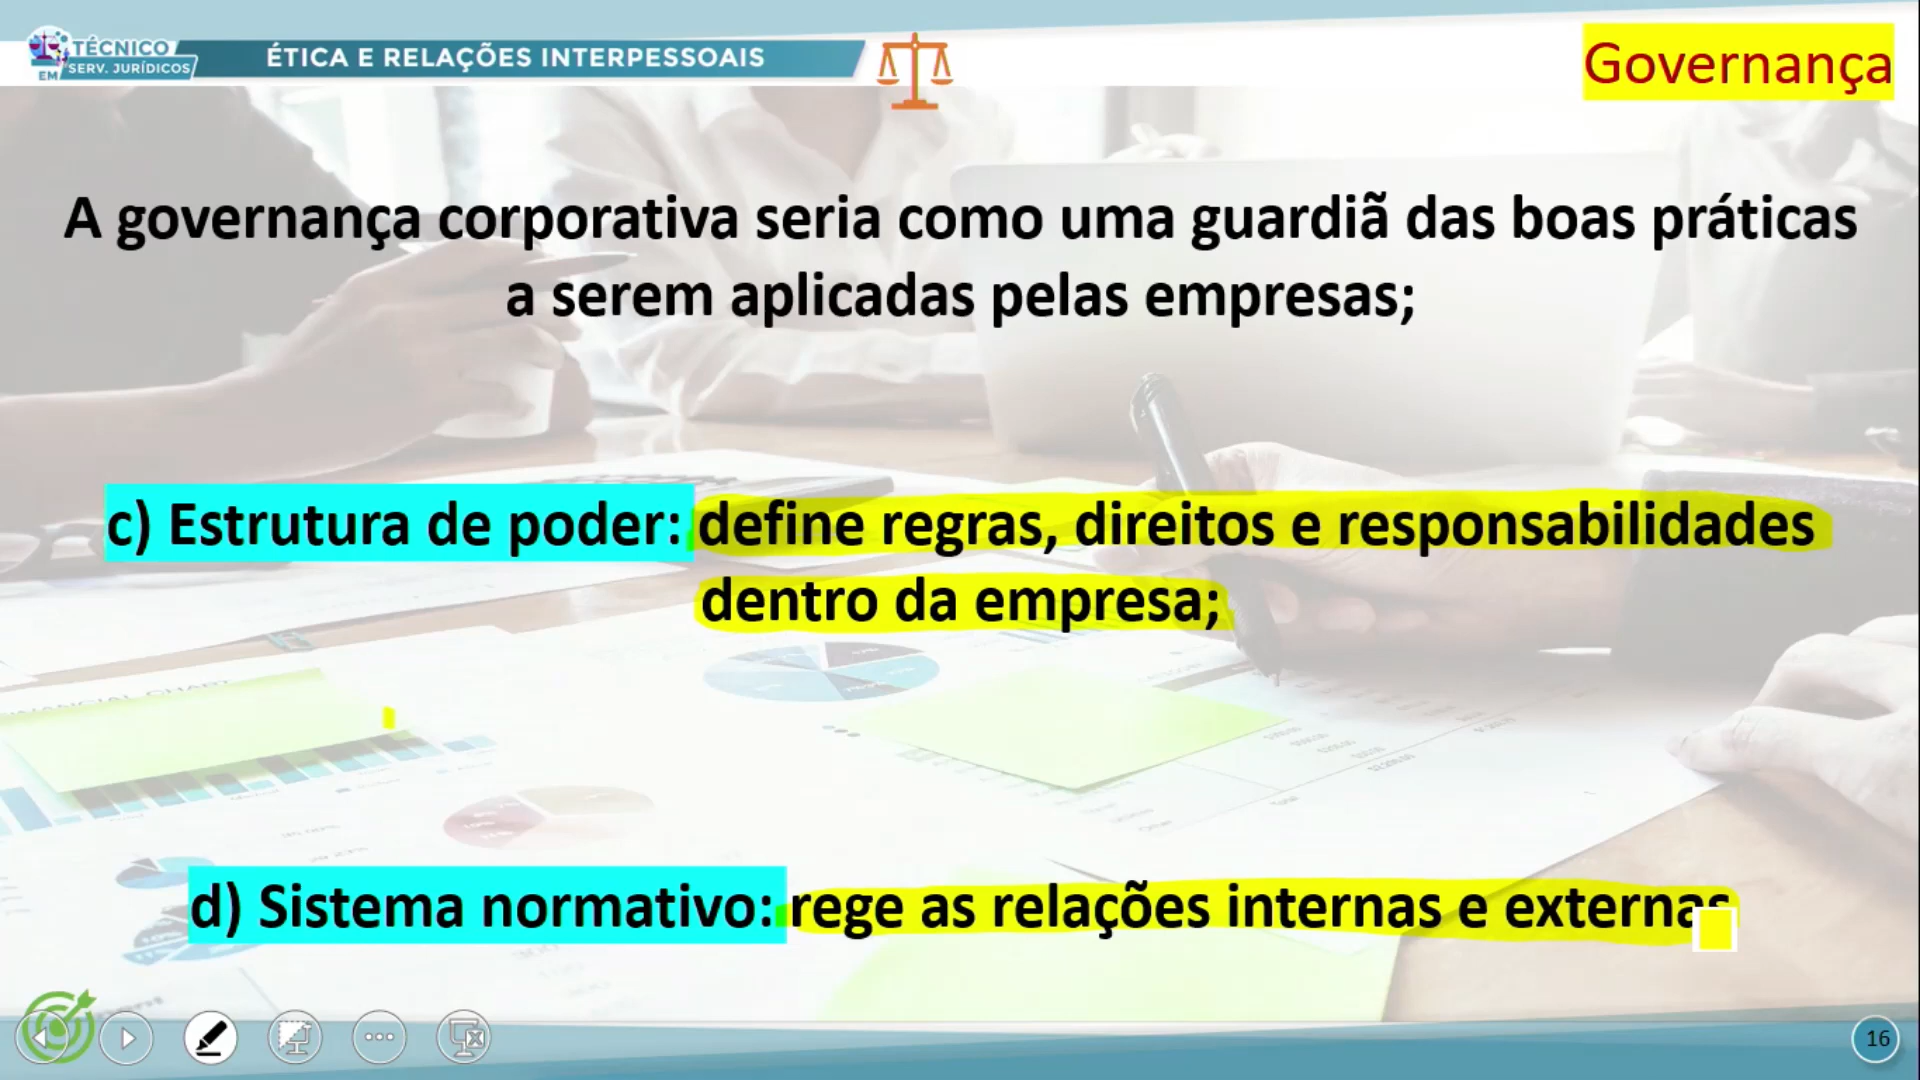 TÉCNICO
EM SERV. JURÍDICOS
ÉTICA E RELAÇÕES INTERPESSOAIS
Governança
A governança corporativa seria como uma guardiã das boas práticas
a serem aplicadas pelas empresas;
c) Estrutura de poder: define regras, direitos e responsabilidades
dentro da empresa;
d) Sistema normativo: rege as relações internas e externas
16